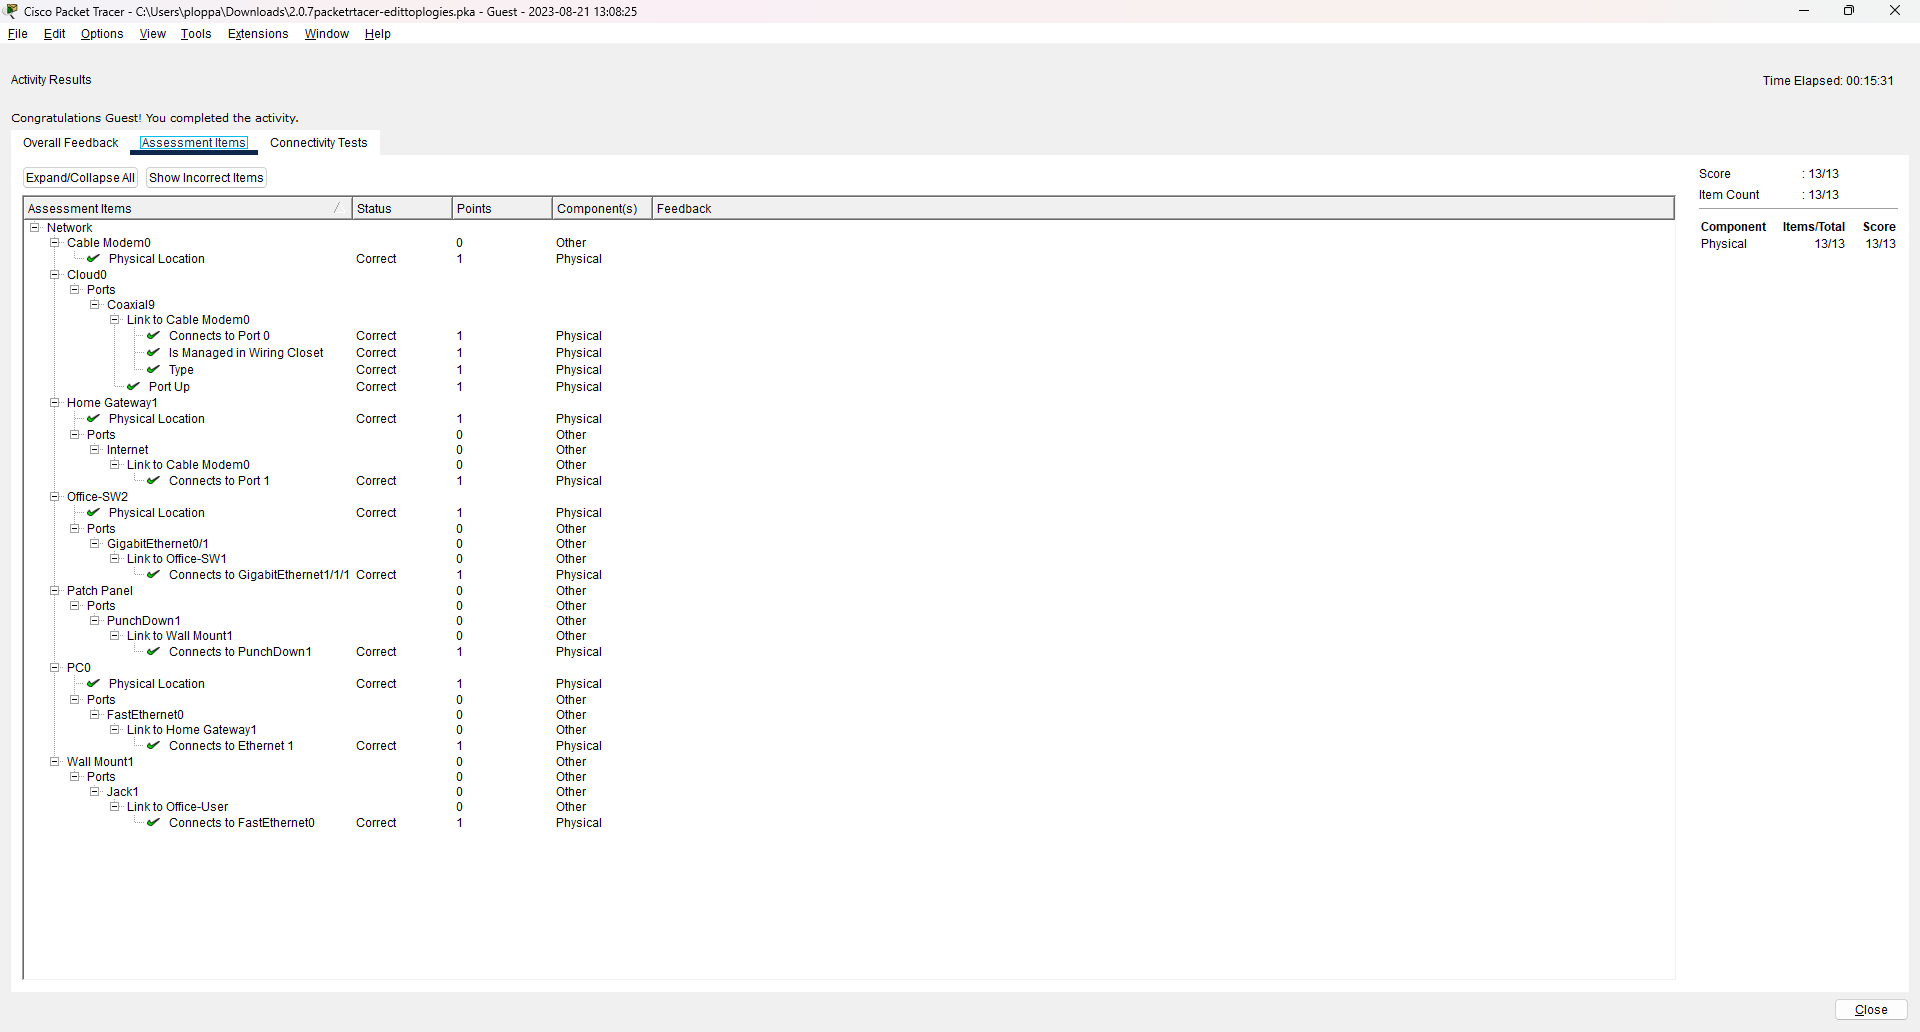 Cisco Packet Tracer - C:\Users\ploppa\Downloads\2.0.7packetrtacer-edittoplogies.pka - Guest - 2023-08-21 13:08:25
File Edit Options View Tools Extensions Window Help
Activity Results
Time Elapsed: 00:15:31
Congratulations Guest! You completed the activity.
Overall Feedback Assessment Items Connectivity Tests
Expand/Collapse All Show Incorrect Items
Assessment Items Status Points Component(s) Feedback
Network
Cable Modem0 0 Other
Physical Location Correct 1 Physical
Cloud0
Ports
Coaxial9
Link to Cable Modem0
Connects to Port 0 Correct 1 Physical
Is Managed in Wiring Closet Correct 1 Physical
Type Correct 1 Physical
Port Up Correct 1 Physical
Home Gateway1
Physical Location Correct 1 Physical
Ports 0 Other
Internet 0 Other
Link to Cable Modem0 0 Other
Connects to Port 1 Correct 1 Physical
Office-SW2
Physical Location Correct 1 Physical
Ports 0 Other
GigabitEthernet0/1 0 Other
Link to Office-SW1 0 Other
Connects to GigabitEthernet1/1/1 Correct 1 Physical
Patch Panel 0 Other
Ports 0 Other
PunchDown1 0 Other
Link to Wall Mount1 0 Other
Connects to PunchDown1 Correct 1 Physical
PC0
Physical Location Correct 1 Physical
Ports 0 Other
FastEthernet0 0 Other
Link to Home Gateway1 0 Other
Connects to Ethernet 1 Correct 1 Physical
Wall Mount1 0 Other
Ports 0 Other
Jack1 0 Other
Link to Office-User 0 Other
Connects to FastEthernet0 Correct 1 Physical
Score : 13/13
Item Count : 13/13
Component Items/Total Score
Physical 13/13 13/13
Close